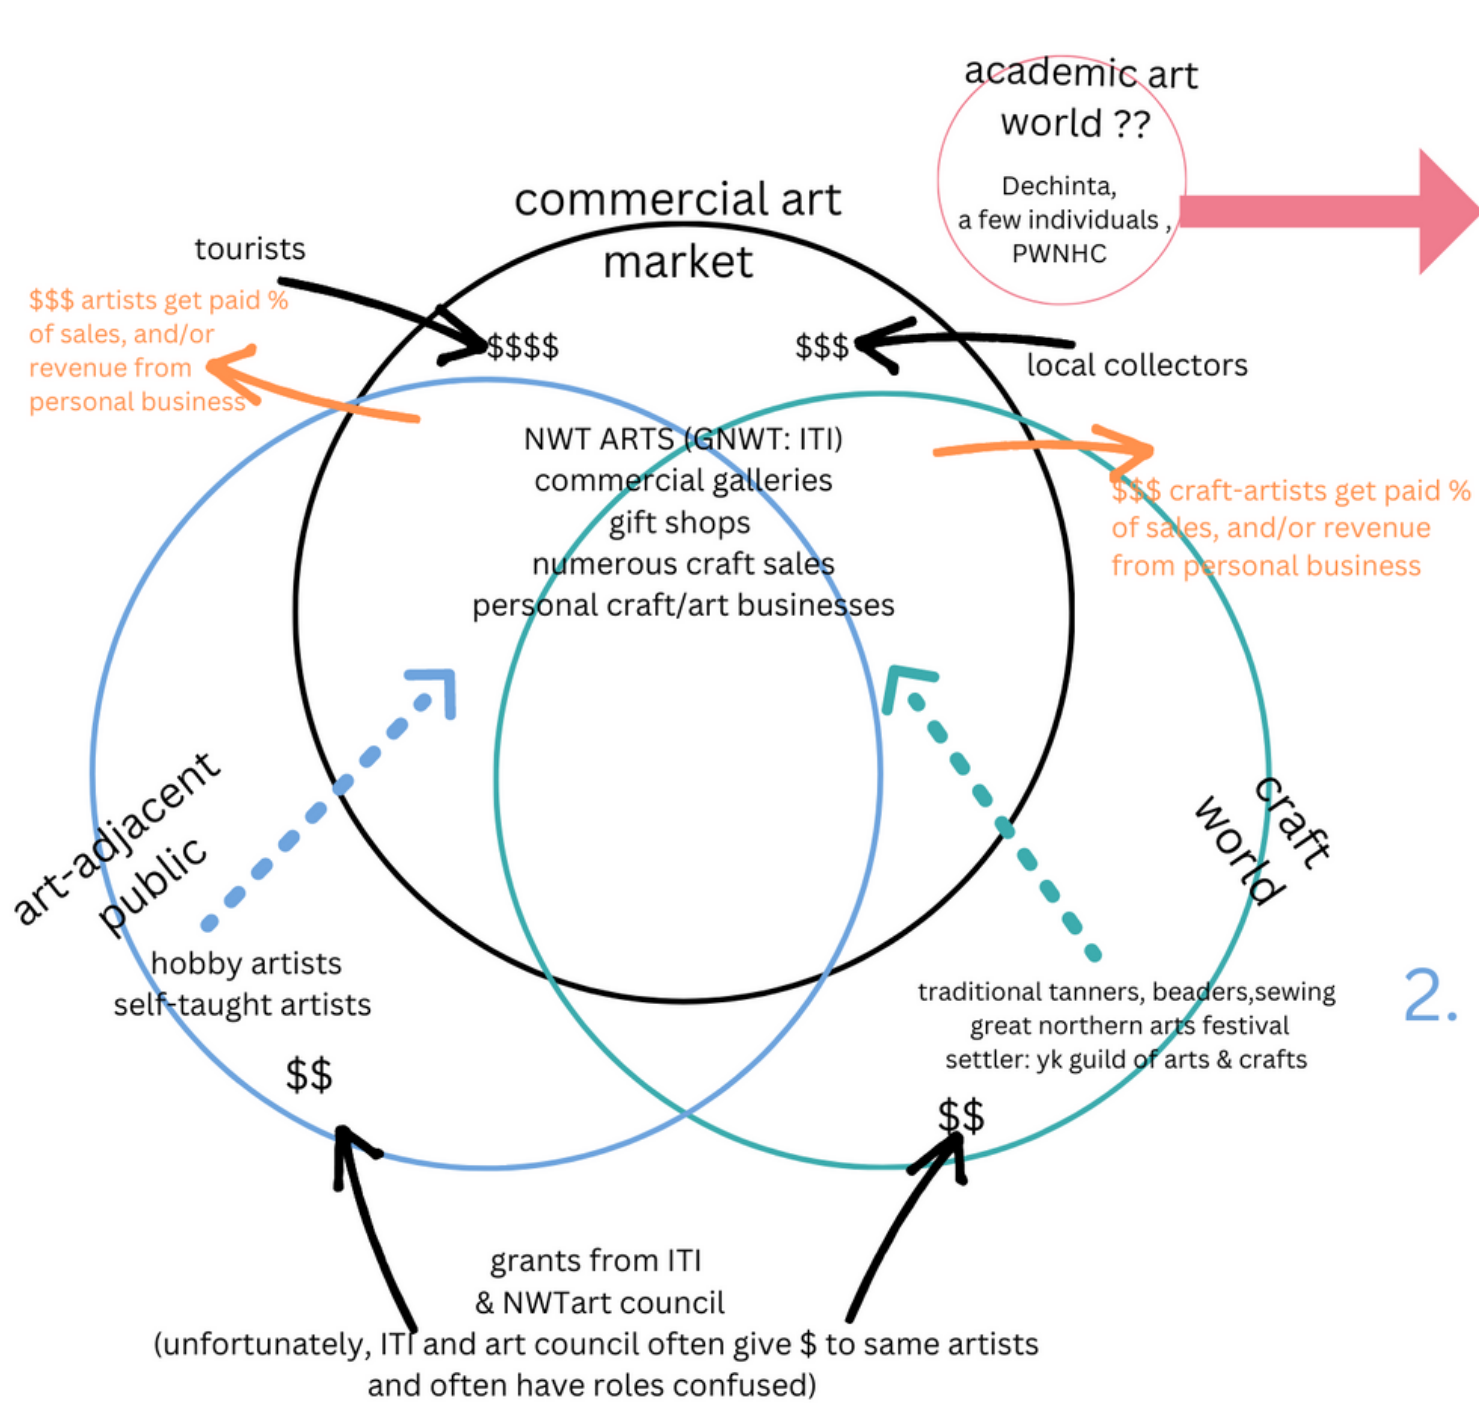 academic art
world ??
Dechinta,
a few individuals ,
PWNHC
commercial art
market
tourists
$$$ artists get paid %
of sales, and/or
revenue from
personal business
$$$$
$$$
local collectors
NWT ARTS (GNWT: ITI)
commercial galleries
gift shops
numerous craft sales
personal craft/art businesses
$$$ craft-artists get paid %
of sales, and/or revenue
from personal business
art-adjacent
public
craft
world
hobby artists
self-taught artists
$$
traditional tanners, beaders,sewing
great northern arts festival
settler: yk guild of arts & crafts
$$
2.
grants from ITI
& NWTart council
(unfortunately, ITI and art council often give $ to same artists
and often have roles confused)